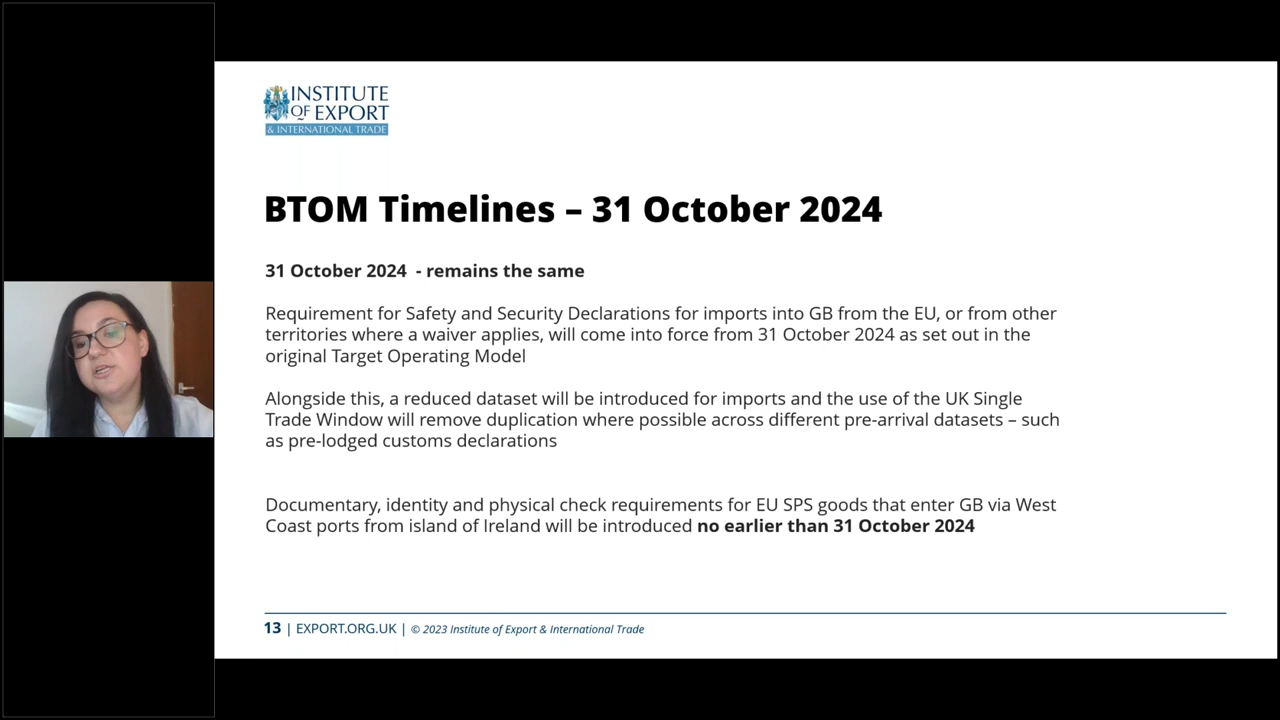 INSTITUTE
OF EXPORT
& INTERNATIONAL TRADE
BTOM Timelines – 31 October 2024
31 October 2024 - remains the same
Requirement for Safety and Security Declarations for imports into GB from the EU, or from other
territories where a waiver applies, will come into force from 31 October 2024 as set out in the
original Target Operating Model
Alongside this, a reduced dataset will be introduced for imports and the use of the UK Single
Trade Window will remove duplication where possible across different pre-arrival datasets – such
as pre-lodged customs declarations
Documentary, identity and physical check requirements for EU SPS goods that enter GB via West
Coast ports from island of Ireland will be introduced no earlier than 31 October 2024
13 | EXPORT.ORG.UK | © 2023 Institute of Export & International Trade